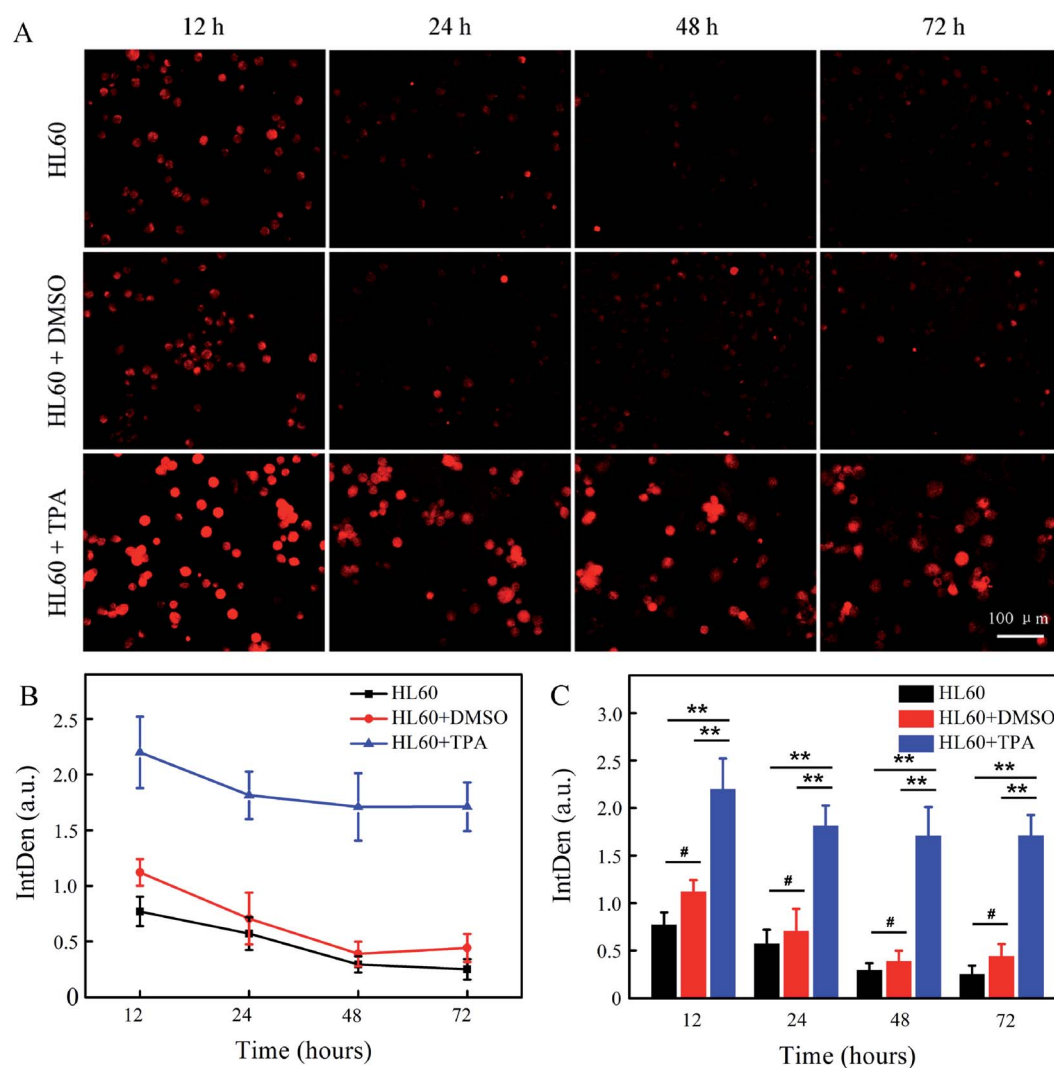 A
12 h 24 h 48 h 72 h
HL60
HL60 + DMSO
HL60 + TPA
100 μm
B
HL60
HL60+DMSO
HL60+TPA
IntDen (a.u.)
2.5
2.0
1.5
1.0
0.5
0
12 24 48 72
Time (hours)
C
HL60
HL60+DMSO
HL60+TPA
IntDen (a.u.)
3.0
2.5
2.0
1.5
1.0
0.5
0
** ** #
** ** #
** ** #
** ** #
12 24 48 72
Time (hours)